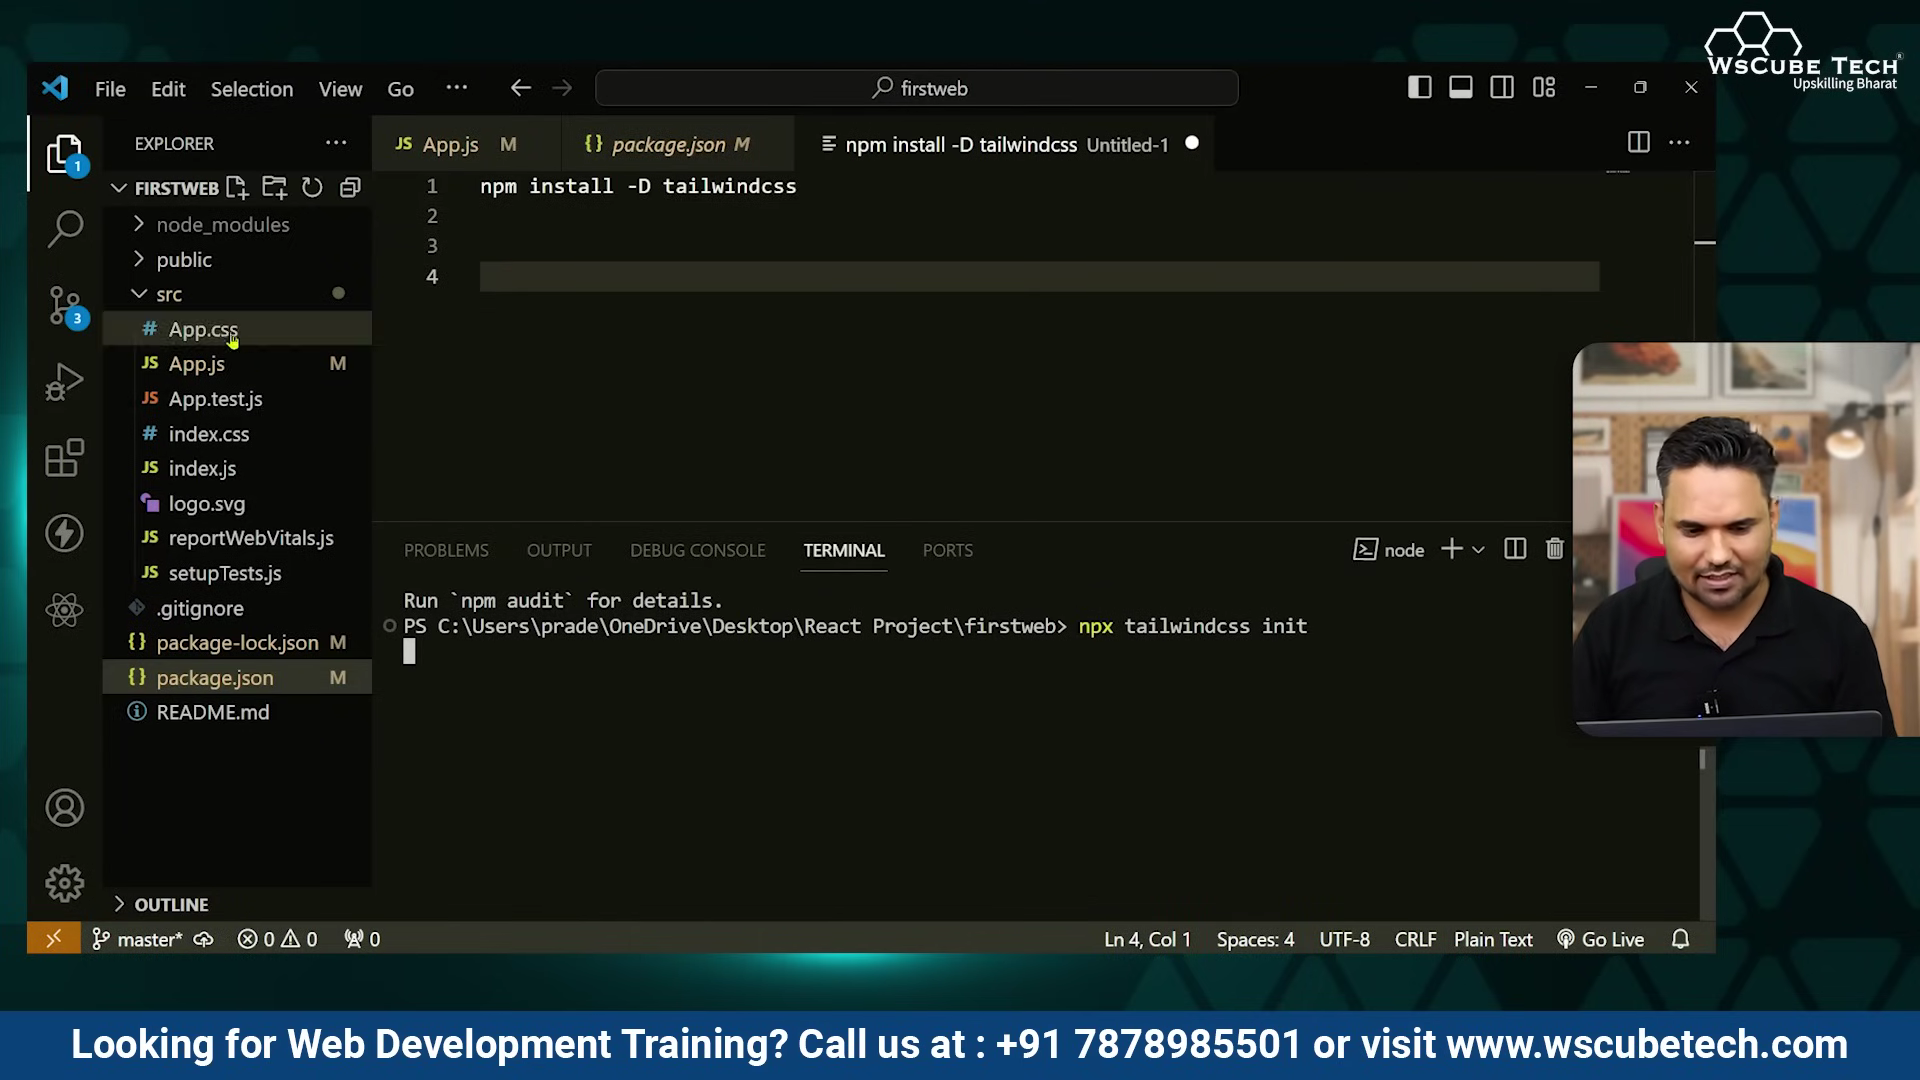 WsCube Tech
Upskilling Bharat
File Edit Selection View Go ··· firstweb
EXPLORER ···
JS App.js M
{} package.json M
npm install -D tailwindcss Untitled-1
FIRSTWEB
node_modules
public
src
# App.css
JS App.js M
JS App.test.js
# index.css
JS index.js
logo.svg
JS reportWebVitals.js
JS setupTests.js
.gitignore
{} package-lock.json M
{} package.json M
README.md
OUTLINE
1
3
1 npm install -D tailwindcss
2
3
4
PROBLEMS OUTPUT DEBUG CONSOLE TERMINAL PORTS
node
Run `npm audit` for details.
PS C:\Users\prade\OneDrive\Desktop\React Project\firstweb> npx tailwindcss init
master* 0 0 0 Ln 4, Col 1 Spaces: 4 UTF-8 CRLF Plain Text Go Live
Looking for Web Development Training? Call us at : +91 7878985501 or visit www.wscubetech.com